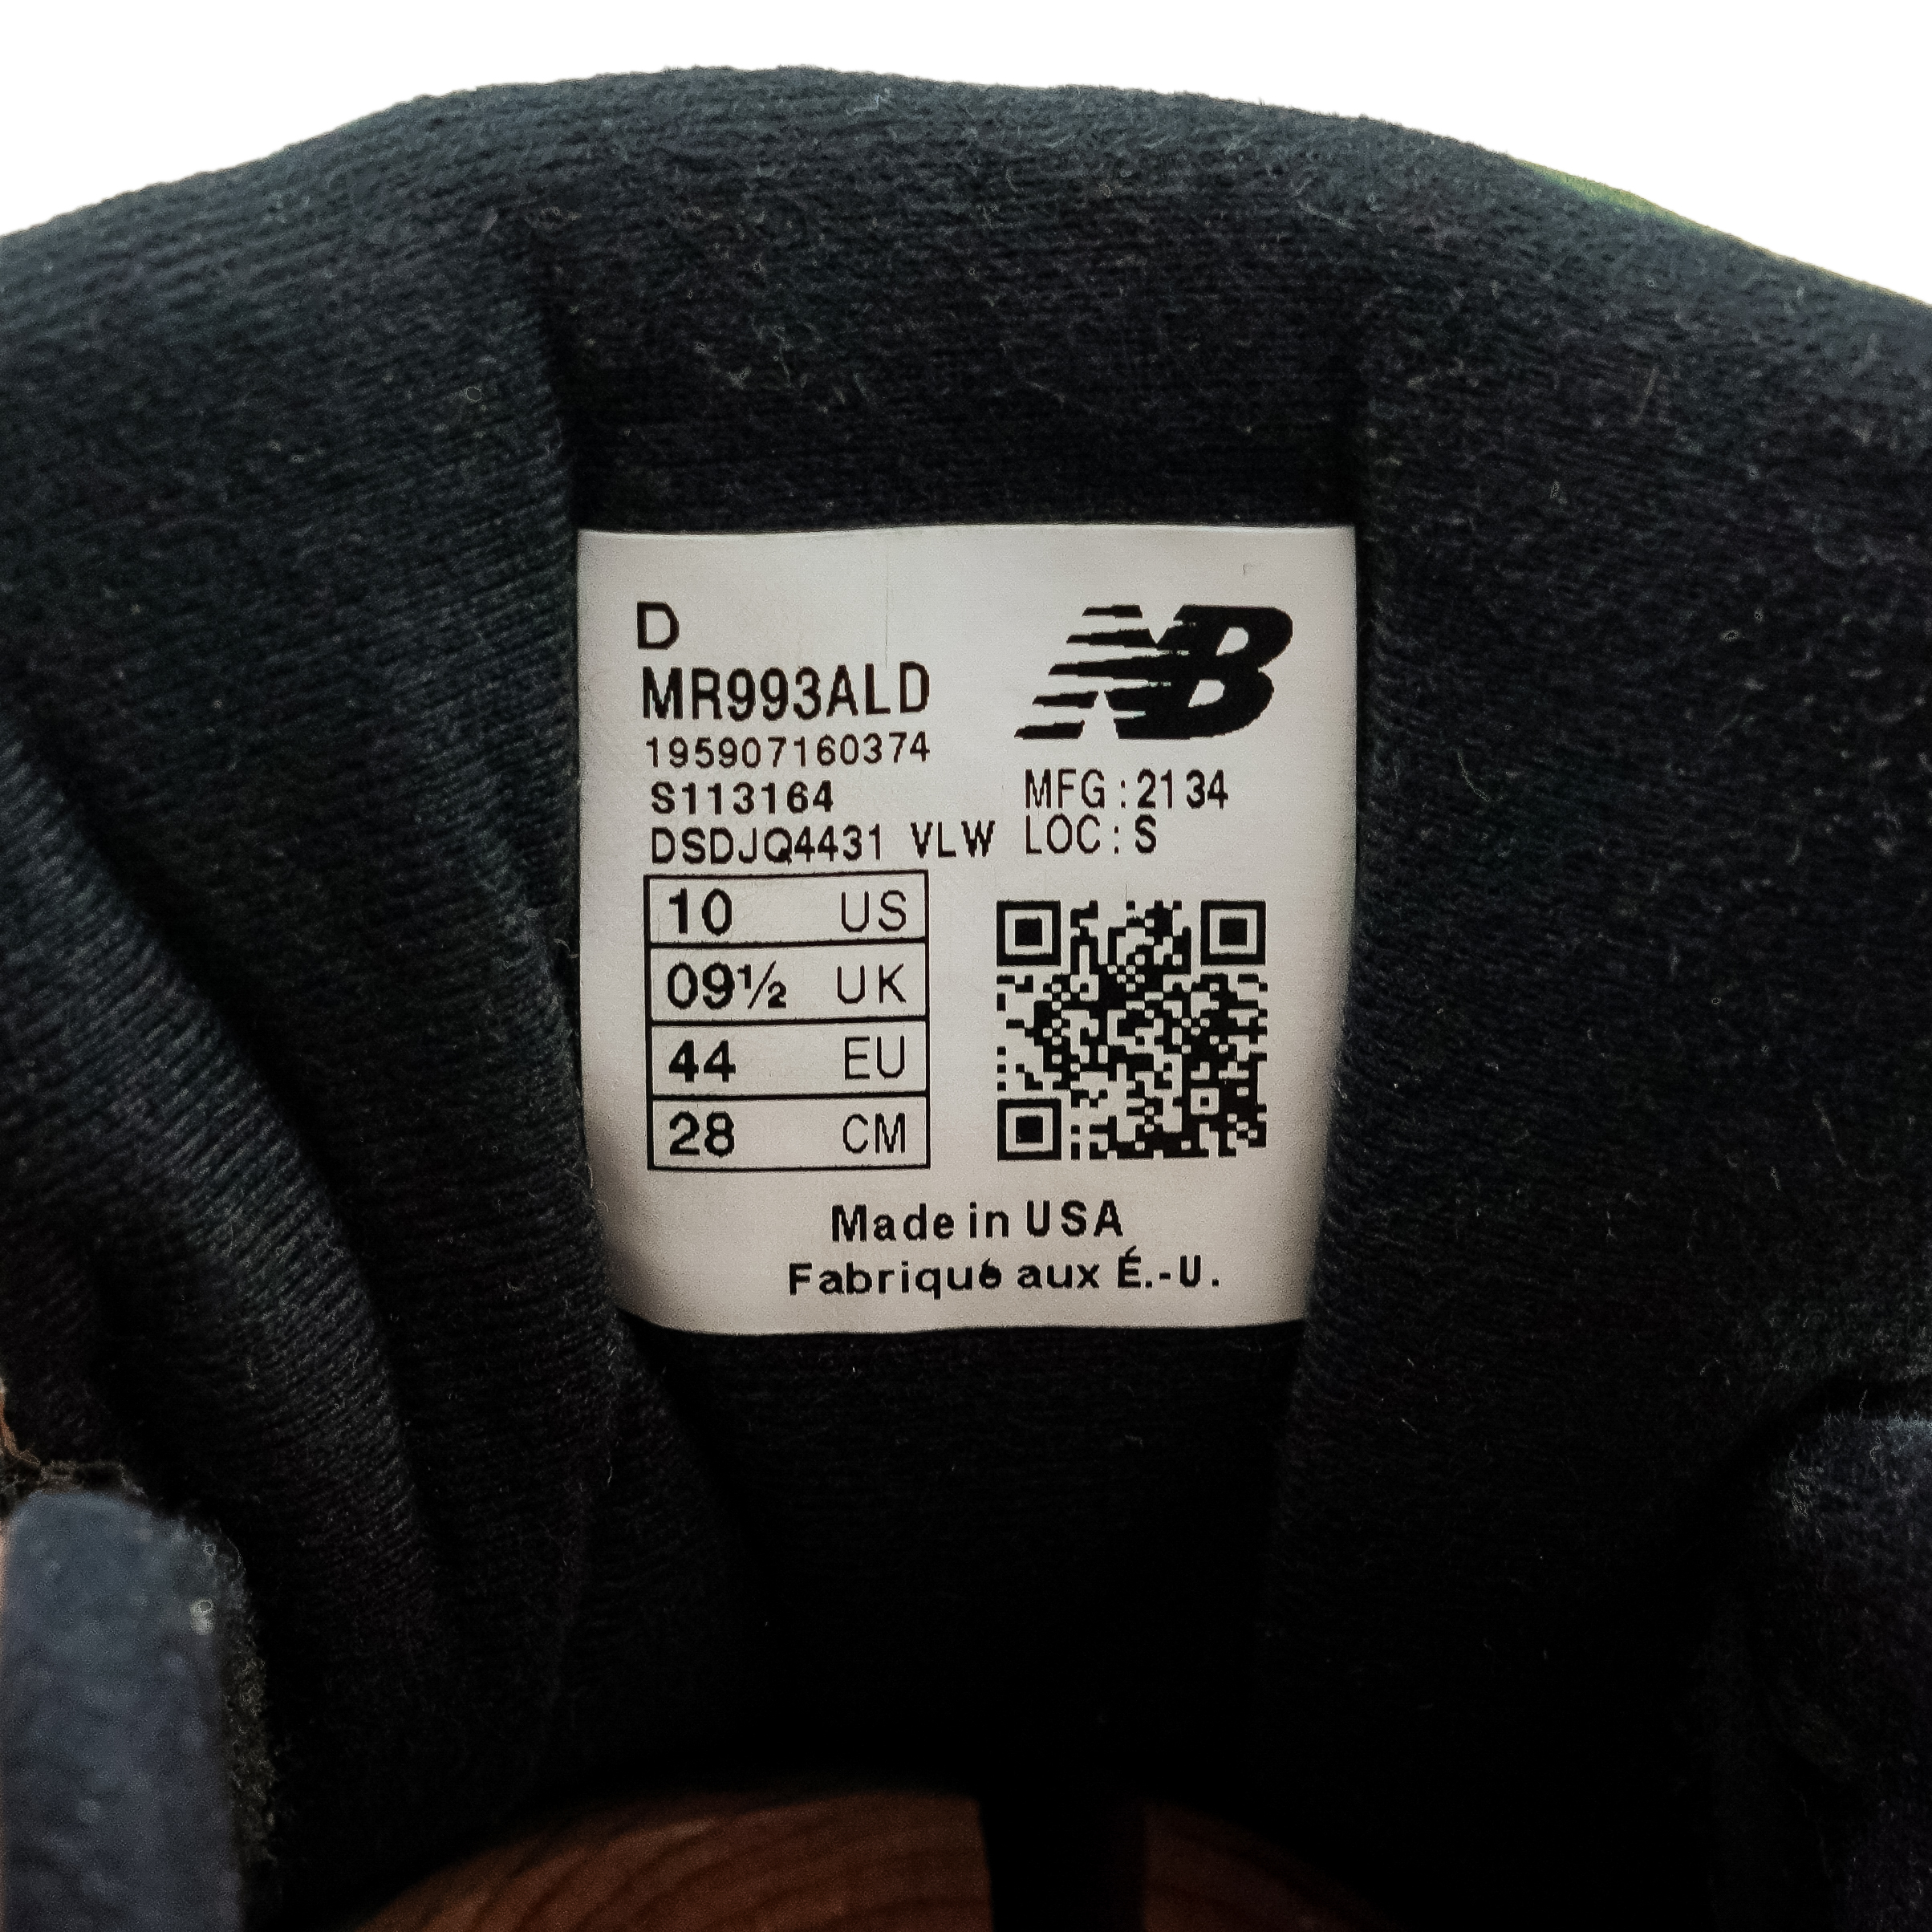 D
MR993ALD
195907160374
S113164
DSDJQ4431 VLW
NB
MFG:2134
LOC:S
10 US
09½ UK
44 EU
28 CM
Made in USA
Fabriqué aux É.-U.